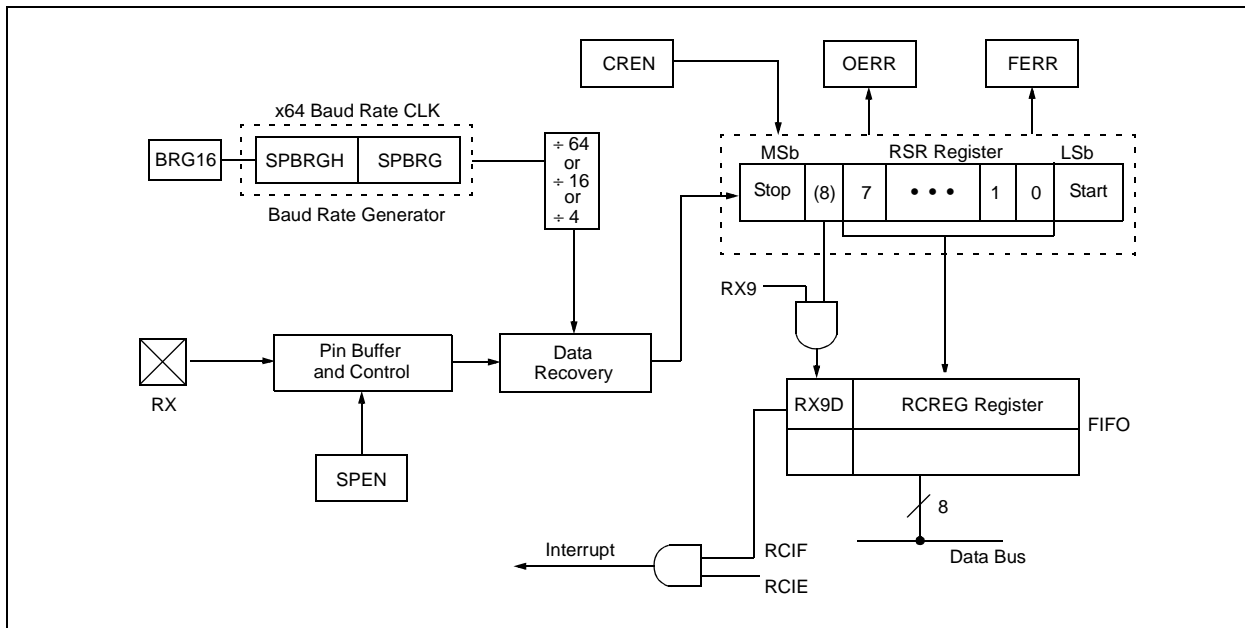 CREN
OERR
FERR
x64 Baud Rate CLK
BRG16
SPBRGH
SPBRG
Baud Rate Generator
÷ 64
or
÷ 16
or
÷ 4
MSb
RSR Register
LSb
Stop
(8)
7
• • •
1
0
Start
RX9
RX
Pin Buffer
and Control
Data
Recovery
SPEN
RX9D
RCREG Register
FIFO
8
Data Bus
Interrupt
RCIF
RCIE